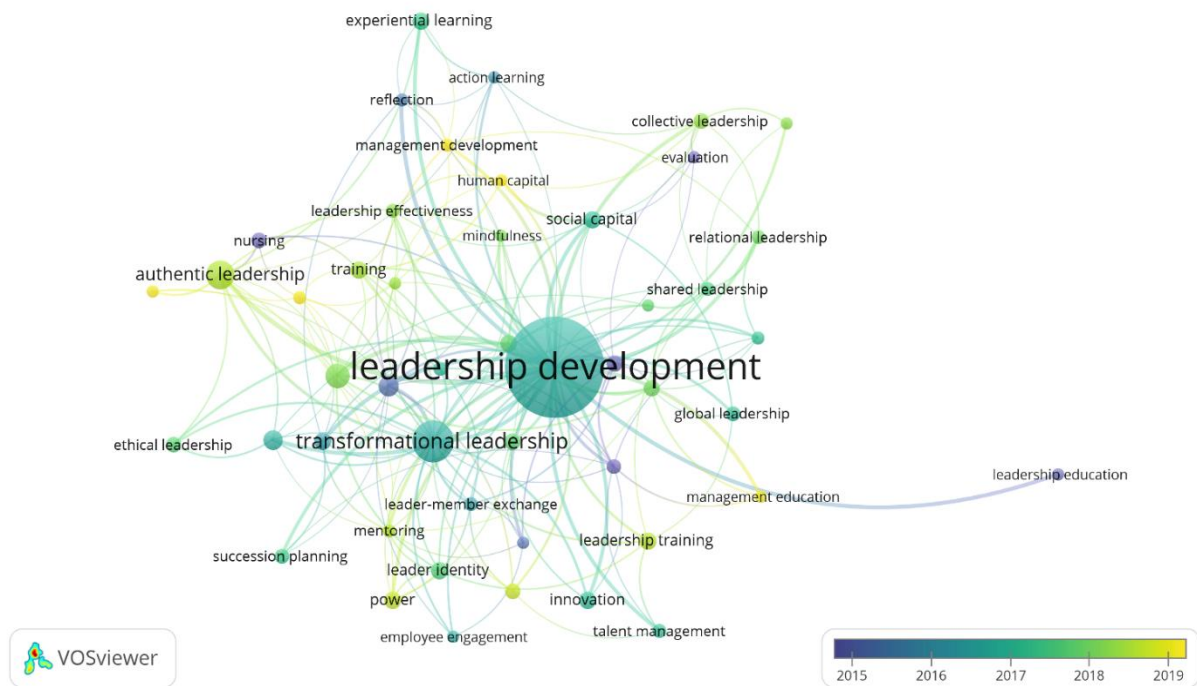 experiential learning
action learning
reflection
collective leadership
management development
evaluation
human capital
leadership effectiveness
social capital
mindfulness
relational leadership
nursing
authentic leadership
training
shared leadership
leadership development
global leadership
ethical leadership
transformational leadership
leadership education
management education
leader-member exchange
mentoring
leadership training
succession planning
leader identity
power
innovation
talent management
employee engagement
VOSviewer
2015 2016 2017 2018 2019